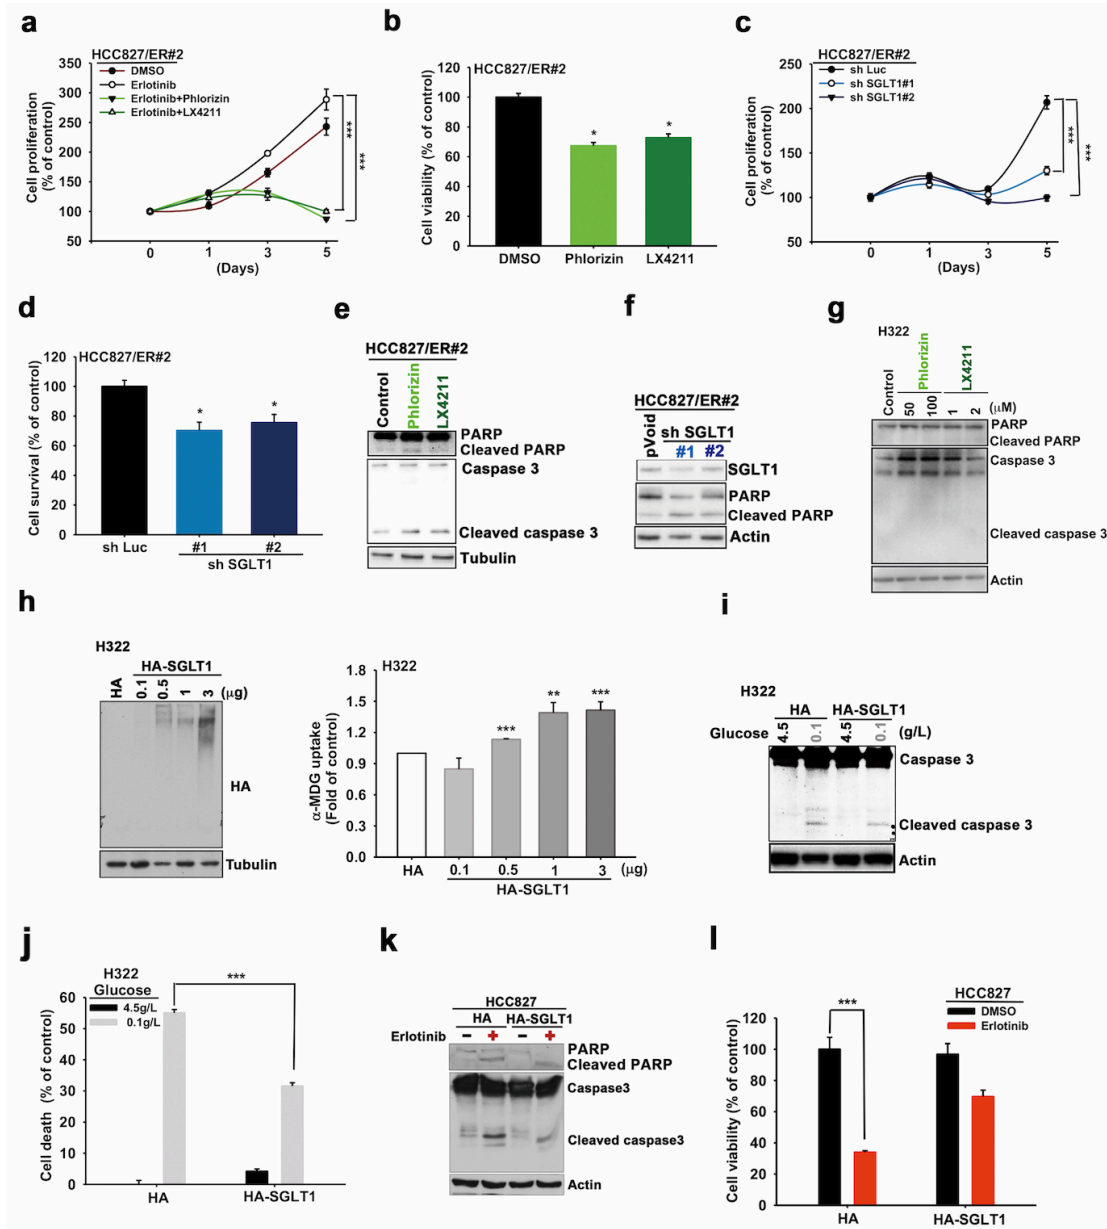 a
HCC827/ER#2
DMSO
Erlotinib
Erlotinib+Phlorizin
Erlotinib+LX4211
350
300
250
200
150
100
50
Cell proliferation
(% of control)
0 1 3 5
(Days)
***
***
b
HCC827/ER#2
120
100
80
60
40
20
0
Cell viability (% of control)
* *
DMSO Phlorizin LX4211
c
HCC827/ER#2
sh Luc
sh SGLT1#1
sh SGLT1#2
250
200
150
100
50
Cell proliferation
(% of control)
0 1 3 5
(Days)
***
***
d
HCC827/ER#2
120
100
80
60
40
20
0
Cell survival (% of control)
* *
sh Luc #1 #2
sh SGLT1
e
HCC827/ER#2
Control
Phlorizin
LX4211
PARP
Cleaved PARP
Caspase 3
Cleaved caspase 3
Tubulin
f
HCC827/ER#2
pVoid
sh SGLT1
#1 #2
SGLT1
PARP
Cleaved PARP
Actin
g
H322
Control
Phlorizin
LX4211
50 100 1 2 (μM)
PARP
Cleaved PARP
Caspase 3
Cleaved caspase 3
Actin
h
H322
HA-SGLT1
HA 0.1 0.5 1 3 (μg)
HA
Tubulin
H322
1.8
1.5
1.2
0.9
0.6
0.3
0.0
α-MDG uptake
(Fold of control)
*** ** ***
HA 0.1 0.5 1 3 (μg)
HA-SGLT1
i
H322
HA HA-SGLT1
Glucose 4.5 0.1 4.5 0.1 (g/L)
Caspase 3
Cleaved caspase 3
Actin
j
H322
Glucose
4.5g/L
0.1g/L
60
50
40
30
20
10
0
Cell death (% of control)
***
HA HA-SGLT1
k
HCC827
HA HA-SGLT1
Erlotinib − + − +
PARP
Cleaved PARP
Caspase3
Cleaved caspase3
Actin
l
HCC827
DMSO
Erlotinib
120
100
80
60
40
20
0
Cell viability (% of control)
***
HA HA-SGLT1